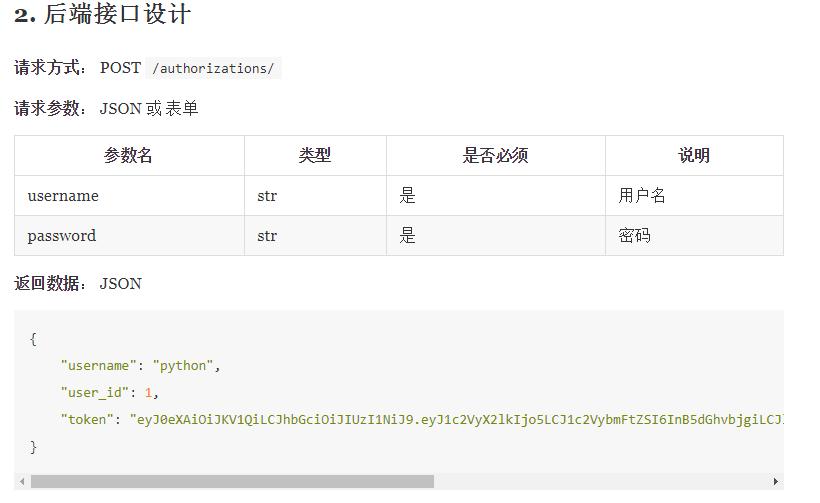 2. 后端接口设计
请求方式： POST /authorizations/
请求参数： JSON 或 表单
参数名 类型 是否必须 说明
username str 是 用户名
password str 是 密码
返回数据： JSON
{
"username": "python",
"user_id": 1,
"token": "eyJ0eXAiOiJKV1QiLCJhbGciOiJIUzI1NiJ9.eyJ1c2VyX2lkIjo5LCJ1c2VybmFtZSI6InB5dGhvbjgiLCJ
}